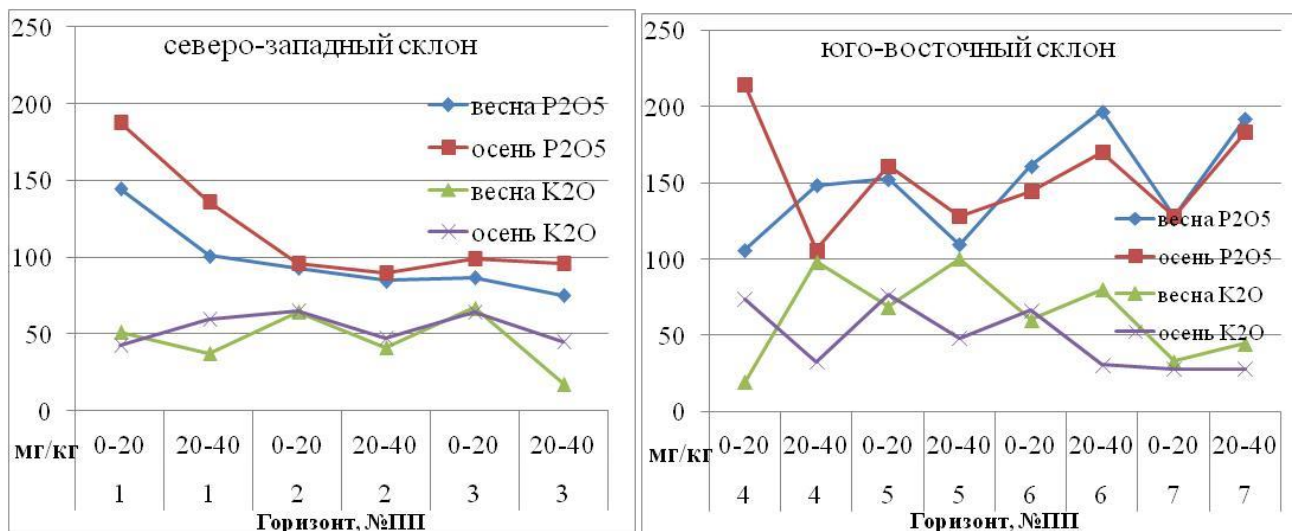 северо-западный склон
250
200
150
100
50
0
весна P2O5
осень P2O5
весна K2O
осень K2O
мг/кг
0-20 20-40 0-20 20-40 0-20 20-40
1 1 2 2 3 3
Горизонт, №ПП
юго-восточный склон
250
200
150
100
50
0
весна P2O5
осень P2O5
весна K2O
осень K2O
мг/кг
0-20 20-40 0-20 20-40 0-20 20-40 0-20 20-40
4 4 5 5 6 6 7 7
Горизонт, №ПП